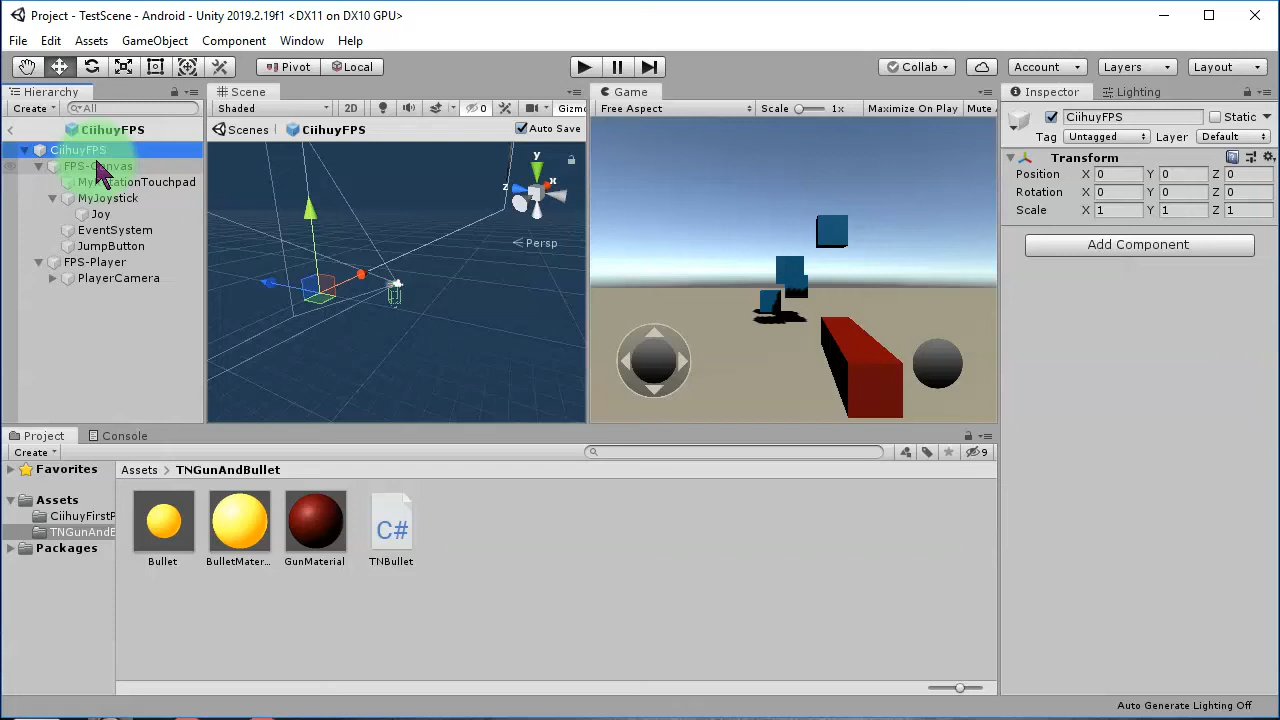 Project - TestScene - Android - Unity 2019.2.19f1 <DX11 on DX10 GPU>
File Edit Assets GameObject Component Window Help
Pivot Local Collab Account Layers Layout
Hierarchy
Create All
CiihuyFPS
CiihuyFPS
FPS-Canvas
MyJoystick
Joy
EventSystem
JumpButton
FPS-Player
PlayerCamera
Scene
Shaded 2D 0 Gizmo
Scenes CiihuyFPS Auto Save
y
x
z
Persp
Game
Free Aspect Scale 1x Maximize On Play Mute
Inspector Lighting
CiihuyFPS Static
Tag Untagged Layer Default
Transform
Position X 0 Y 0 Z 0
Rotation X 0 Y 0 Z 0
Scale X 1 Y 1 Z 1
Add Component
Project Console
Create 9
Favorites
Assets
CiihuyFirstP
TNGunAndB
Packages
Assets > TNGunAndBullet
C#
Bullet BulletMater... GunMaterial TNBullet
Auto Generate Lighting Off